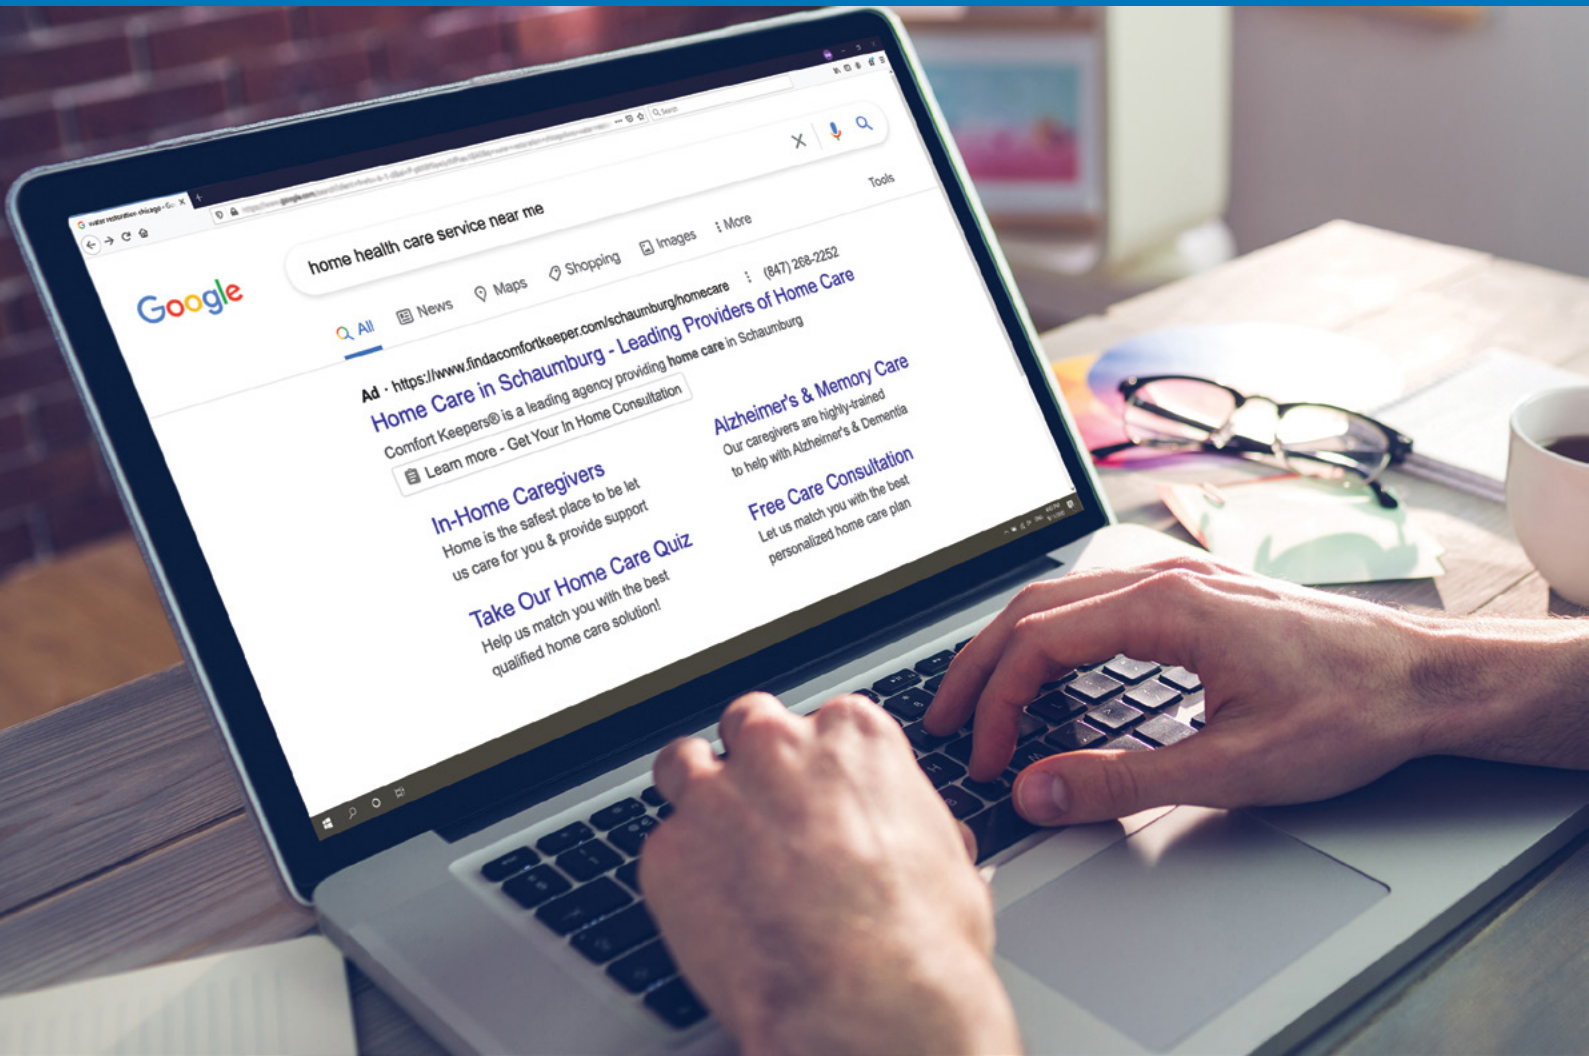 water restoration chicago - Go
Search
Google
home health care service near me
Tools
All
News
Maps
Shopping
Images
More
Ad · https://www.findacomfortkeeper.com/schaumburg/homecare
(847) 268-2252
Home Care in Schaumburg - Leading Providers of Home Care
Comfort Keepers® is a leading agency providing home care in Schaumburg
Learn more - Get Your In Home Consultation
In-Home Caregivers
Home is the safest place to be let
us care for you & provide support
Alzheimer's & Memory Care
Our caregivers are highly-trained
to help with Alzheimer's & Dementia
Take Our Home Care Quiz
Help us match you with the best
qualified home care solution!
Free Care Consultation
Let us match you with the best
personalized home care plan